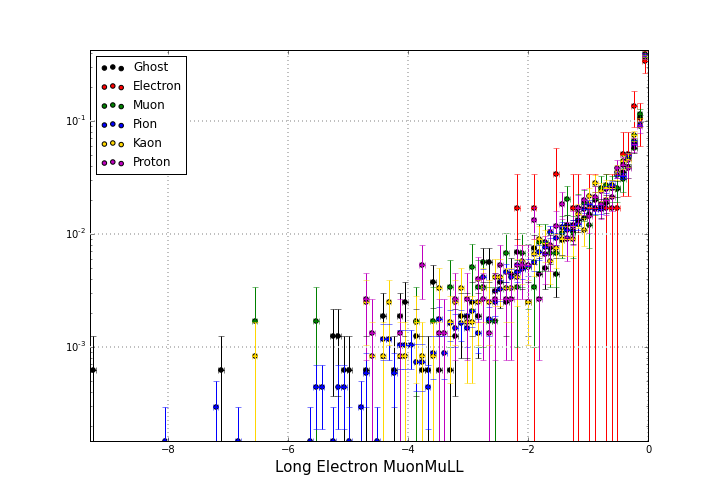 Ghost
Electron
Muon
Pion
Kaon
Proton
10^-1
10^-2
10^-3
−8 −6 −4 −2 0
Long Electron MuonMuLL